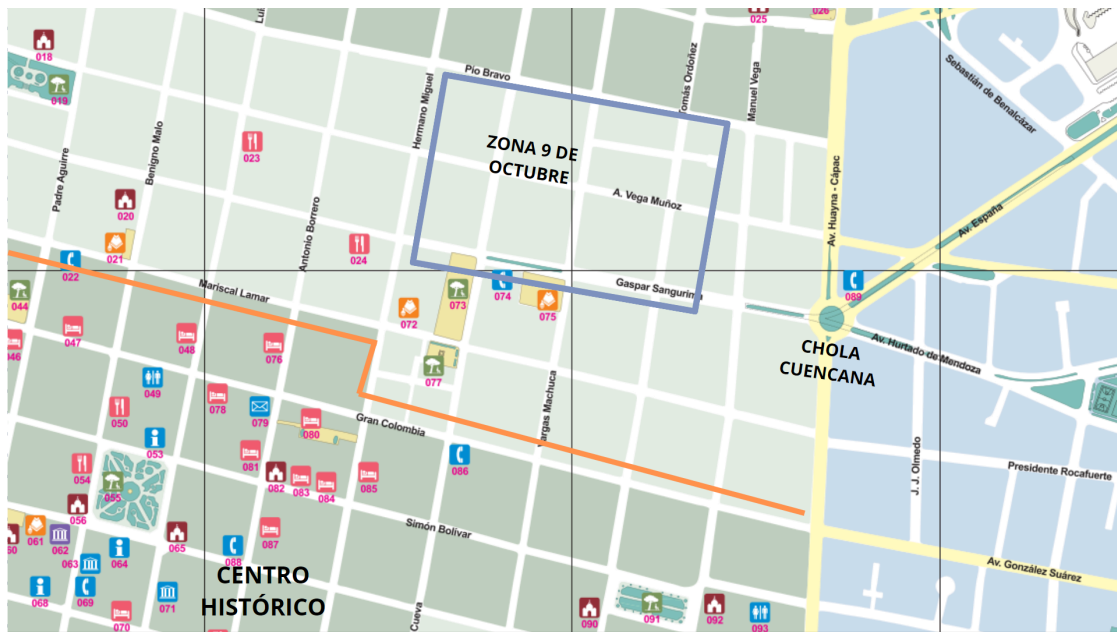 025
026
018
Pio Bravo
Tomás Ordóñez
Manuel Vega
Sebastián de Benalcázar
019
Hermano Miguel
023
ZONA 9 DE
OCTUBRE
Padre Aguirre
Benigno Malo
020
A. Vega Muñoz
Av. Huayna - Cápac
Av. España
Antonio Borrero
021
024
022
Mariscal Lamar
044
073
074
Gaspar Sangurima
075
089
072
046
047
048
076
077
CHOLA
CUENCANA
Av. Hurtado de Mendoza
049
078
079
080
050
Gran Colombia
Vargas Machuca
053
054
081
082
083
084
085
086
055
056
J. J. Olmedo
Presidente Rocafuerte
Simón Bolívar
060
061
062
063
064
065
087
088
CENTRO
HISTÓRICO
Av. González Suárez
068
069
071
070
Cueva
090
091
092
093